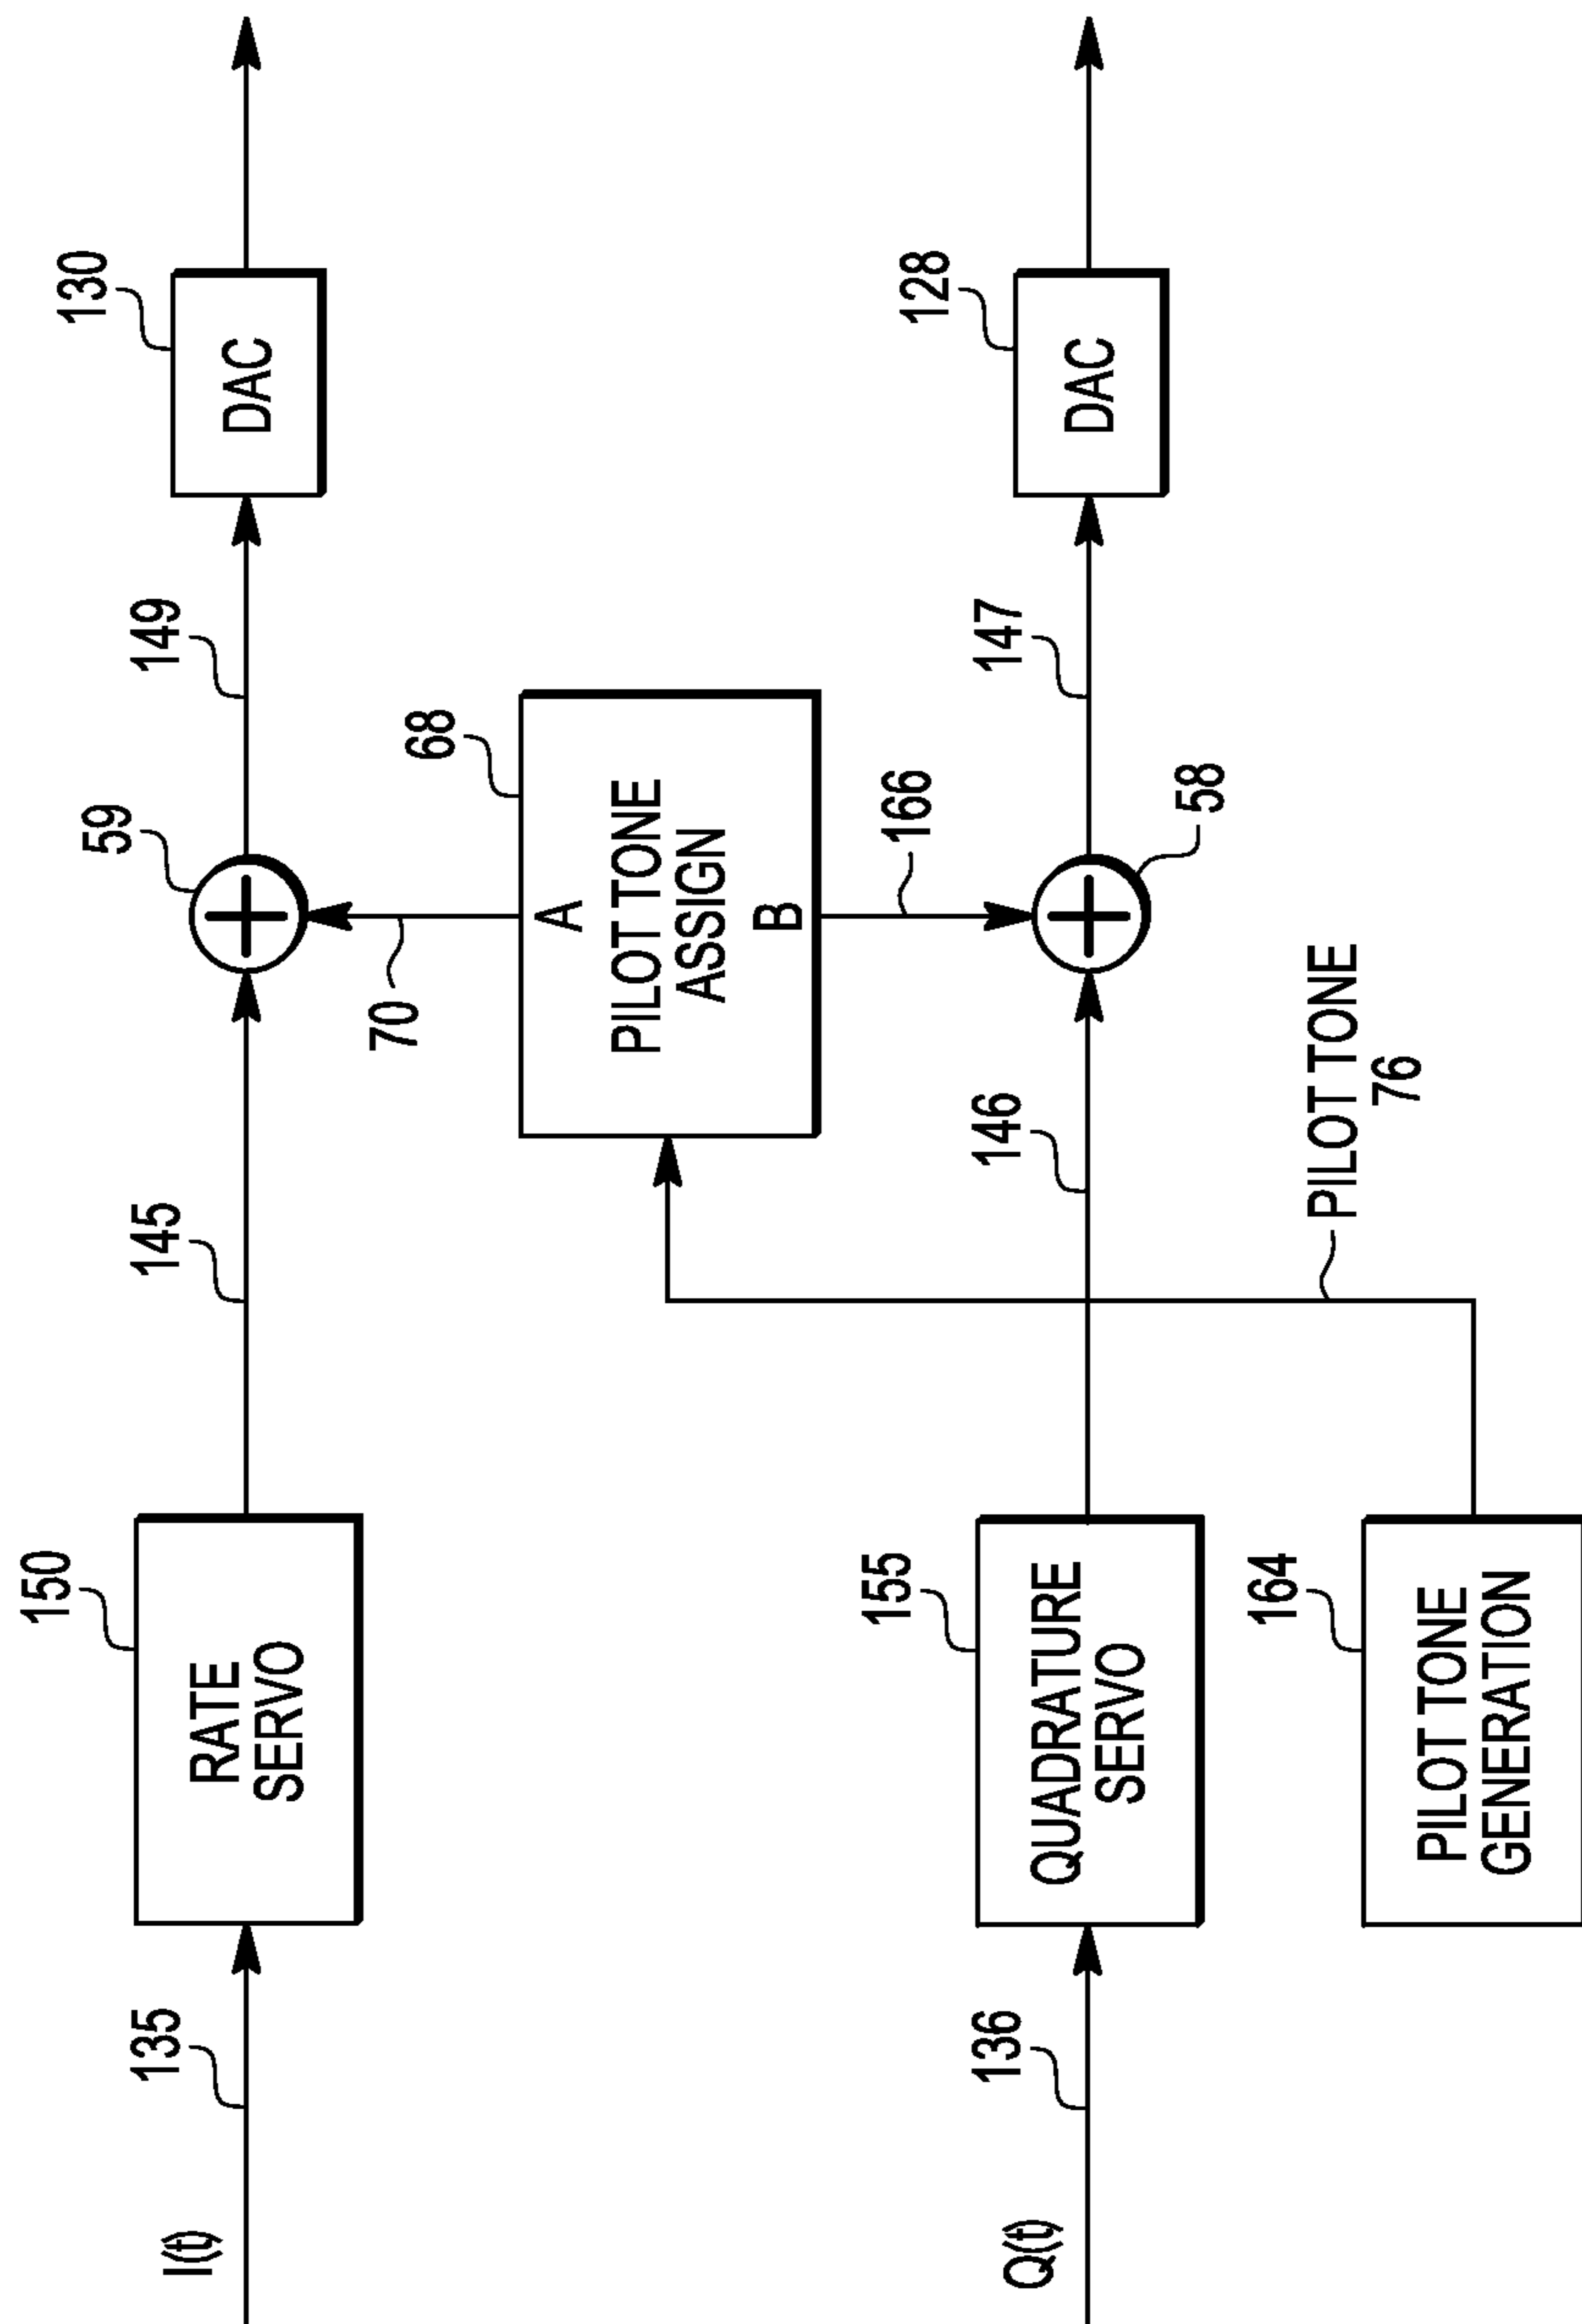 I(t)
135
150
RATE
SERVO
145
59
149
130
DAC
70
68
A
PILOT TONE
ASSIGN
B
166
Q(t)
136
155
QUADRATURE
SERVO
146
58
147
128
DAC
164
PILOT TONE
GENERATION
PILOT TONE
76